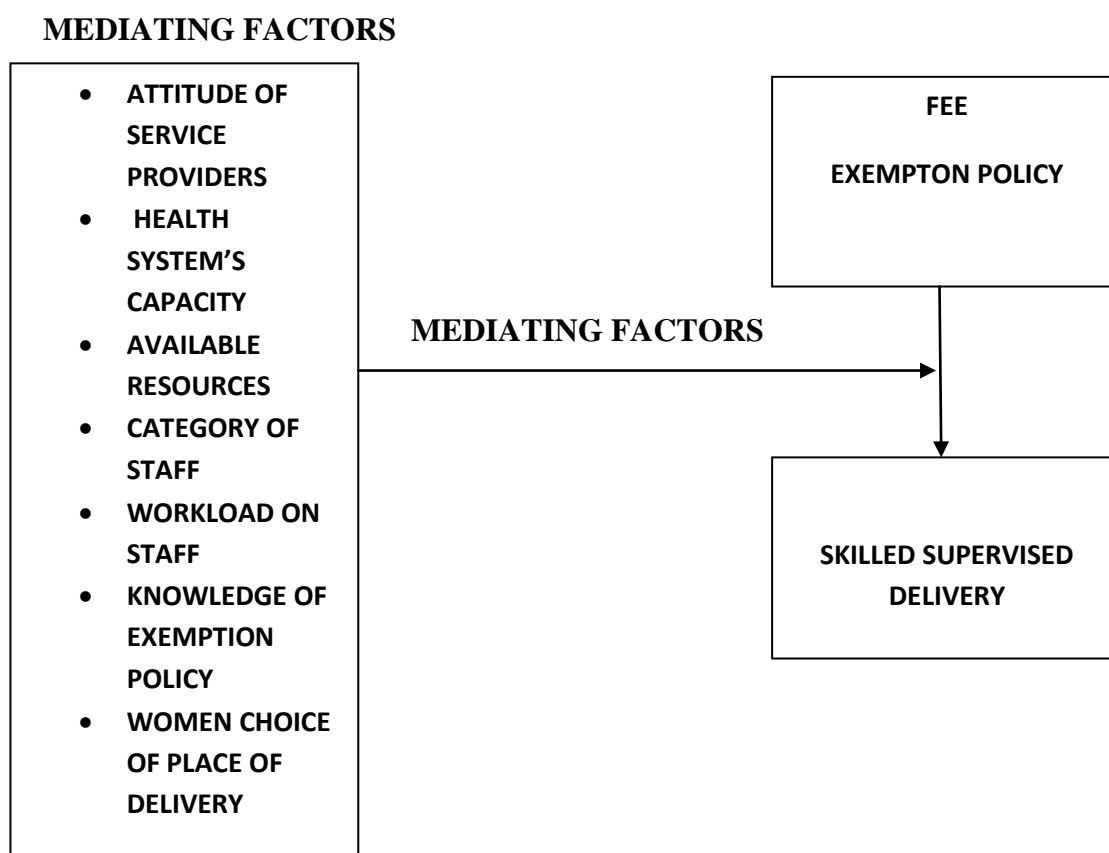 MEDIATING FACTORS
• ATTITUDE OF
SERVICE
PROVIDERS
• HEALTH
SYSTEM’S
CAPACITY
• AVAILABLE
RESOURCES
• CATEGORY OF
STAFF
• WORKLOAD ON
STAFF
• KNOWLEDGE OF
EXEMPTION
POLICY
• WOMEN CHOICE
OF PLACE OF
DELIVERY
MEDIATING FACTORS
FEE
EXEMPTON POLICY
SKILLED SUPERVISED
DELIVERY